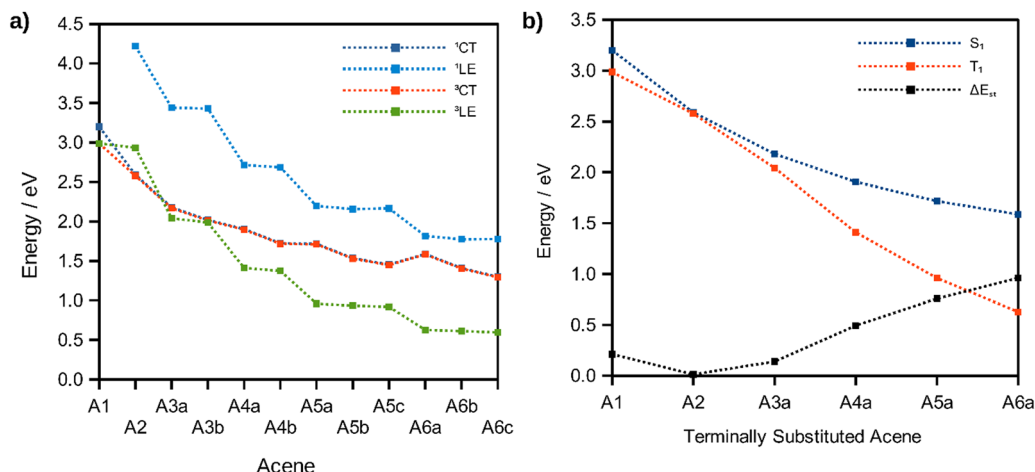 a)
4.5
4.0
3.5
3.0
2.5
2.0
1.5
1.0
0.5
0.0
Energy / eV
¹CT
¹LE
³CT
³LE
A1
A2
A3a
A3b
A4a
A4b
A5a
A5b
A5c
A6a
A6b
A6c
Acene
b)
3.5
3.0
2.5
2.0
1.5
1.0
0.5
0.0
Energy / eV
S₁
T₁
ΔEₛₜ
A1
A2
A3a
A4a
A5a
A6a
Terminally Substituted Acene